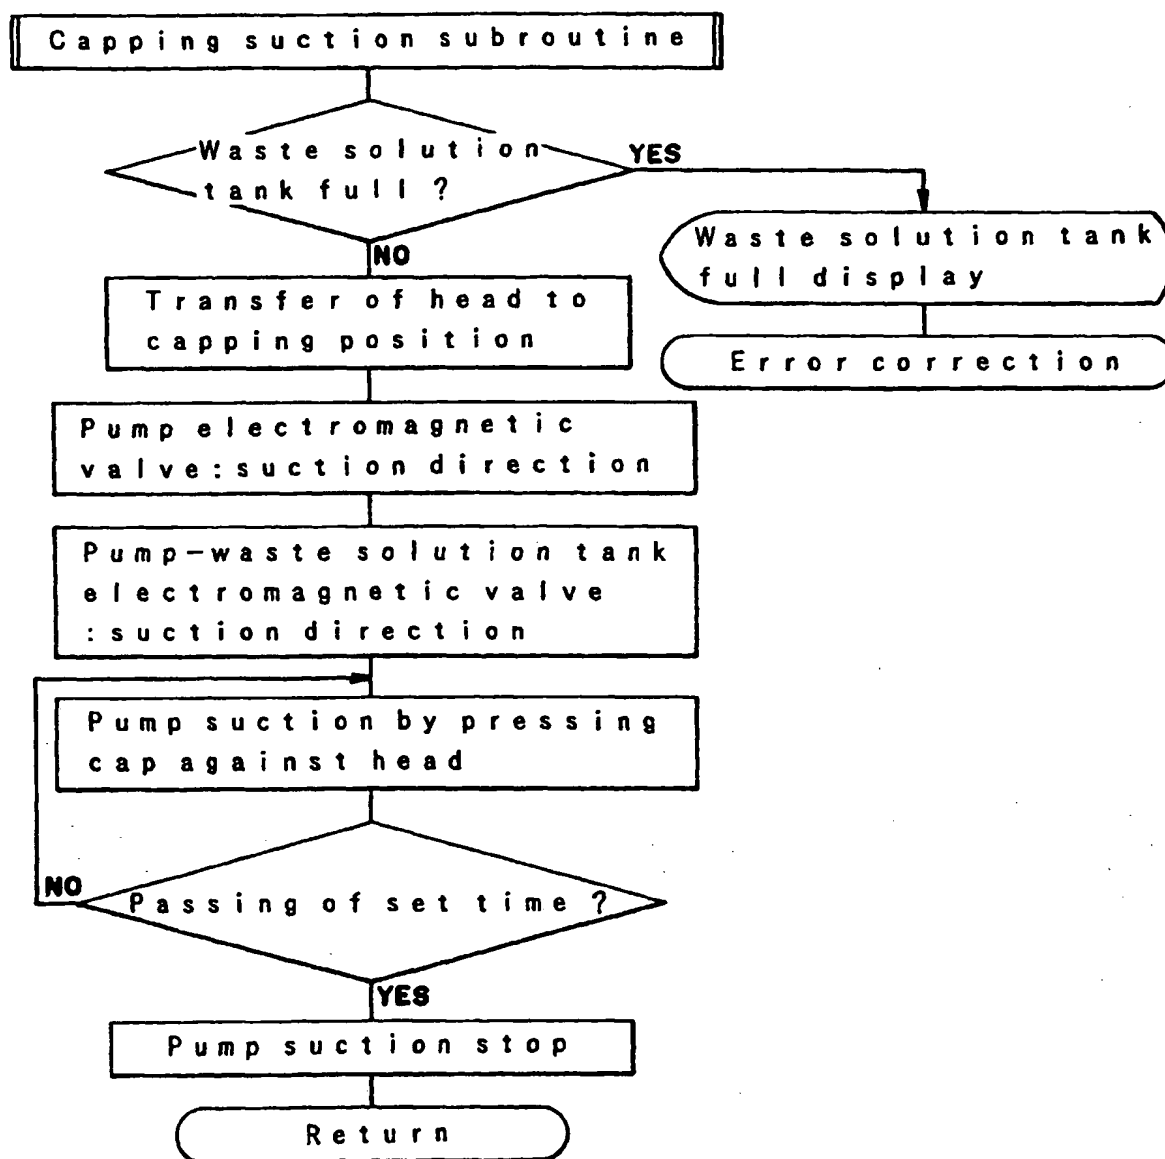 Capping suction subroutine
Waste solution
tank full ?
YES
NO
Waste solution tank
full display
Error correction
Transfer of head to
capping position
Pump electromagnetic
valve:suction direction
Pump-waste solution tank
electromagnetic valve
:suction direction
Pump suction by pressing
cap against head
NO
Passing of set time ?
YES
Pump suction stop
Return